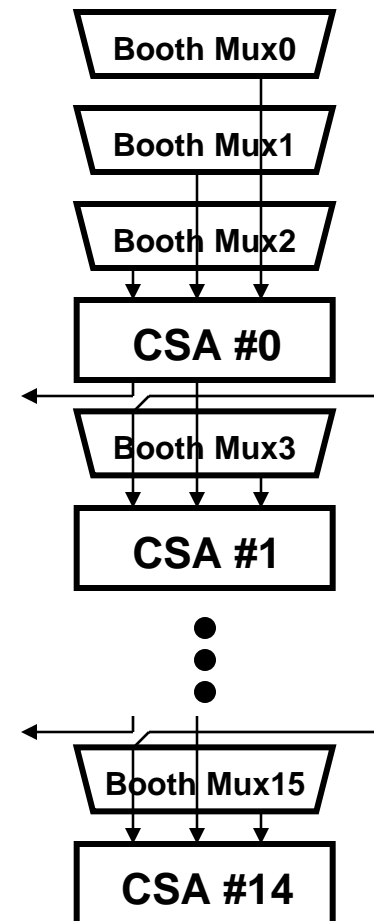 Booth Mux0
Booth Mux1
Booth Mux2
CSA #0
Booth Mux3
CSA #1
Booth Mux15
CSA #14